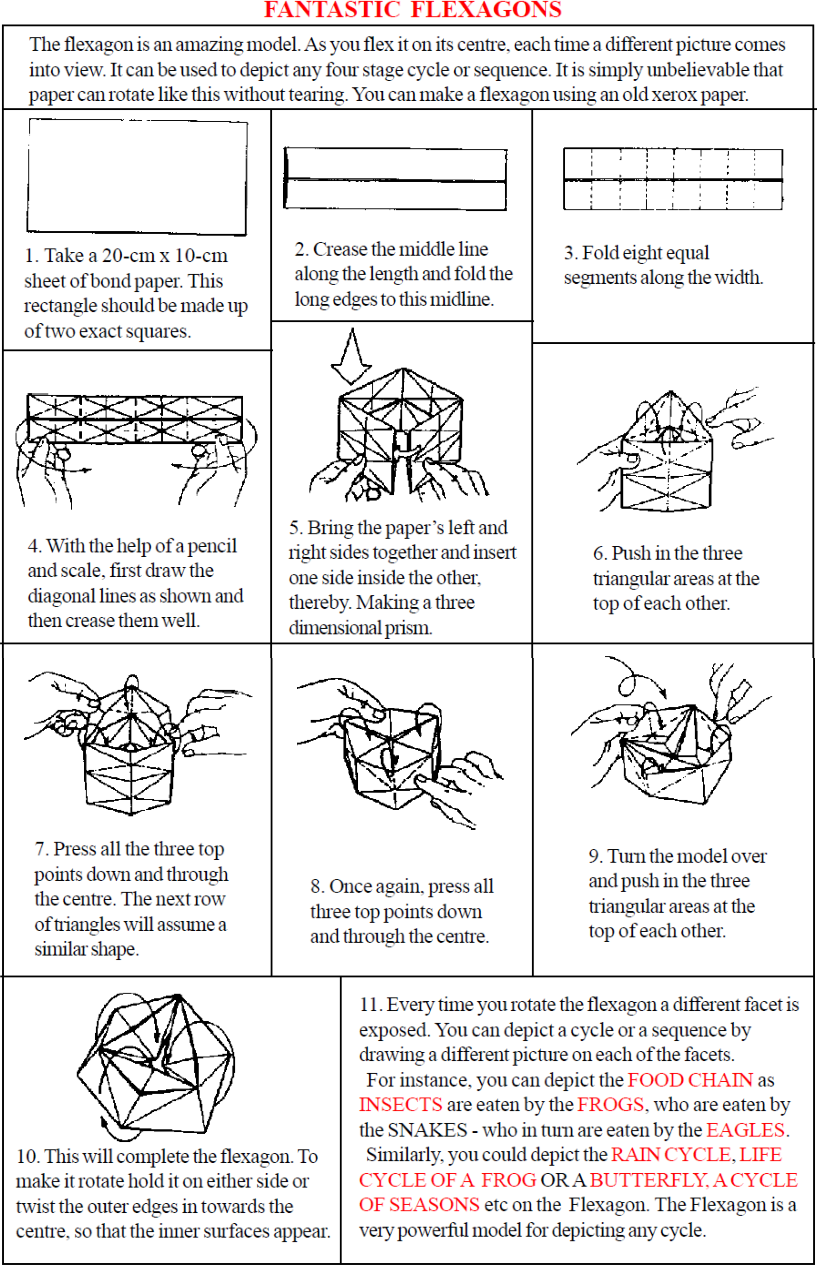 FANTASTIC FLEXAGONS
The flexagon is an amazing model. As you flex it on its centre, each time a different picture comes
into view. It can be used to depict any four stage cycle or sequence. It is simply unbelievable that
paper can rotate like this without tearing. You can make a flexagon using an old xerox paper.
1. Take a 20-cm x 10-cm
sheet of bond paper. This
rectangle should be made up
of two exact squares.
2. Crease the middle line
along the length and fold the
long edges to this midline.
3. Fold eight equal
segments along the width.
4. With the help of a pencil
and scale, first draw the
diagonal lines as shown and
then crease them well.
5. Bring the paper's left and
right sides together and insert
one side inside the other,
thereby. Making a three
dimensional prism.
6. Push in the three
triangular areas at the
top of each other.
7. Press all the three top
points down and through
the centre. The next row
of triangles will assume a
similar shape.
8. Once again, press all
three top points down
and through the centre.
9. Turn the model over
and push in the three
triangular areas at the
top of each other.
10. This will complete the flexagon. To
make it rotate hold it on either side or
twist the outer edges in towards the
centre, so that the inner surfaces appear.
11. Every time you rotate the flexagon a different facet is
exposed. You can depict a cycle or a sequence by
drawing a different picture on each of the facets.
For instance, you can depict the FOOD CHAIN as
INSECTS are eaten by the FROGS, who are eaten by
the SNAKES - who in turn are eaten by the EAGLES.
Similarly, you could depict the RAIN CYCLE, LIFE
CYCLE OF A FROG OR A BUTTERFLY, A CYCLE
OF SEASONS etc on the Flexagon. The Flexagon is a
very powerful model for depicting any cycle.